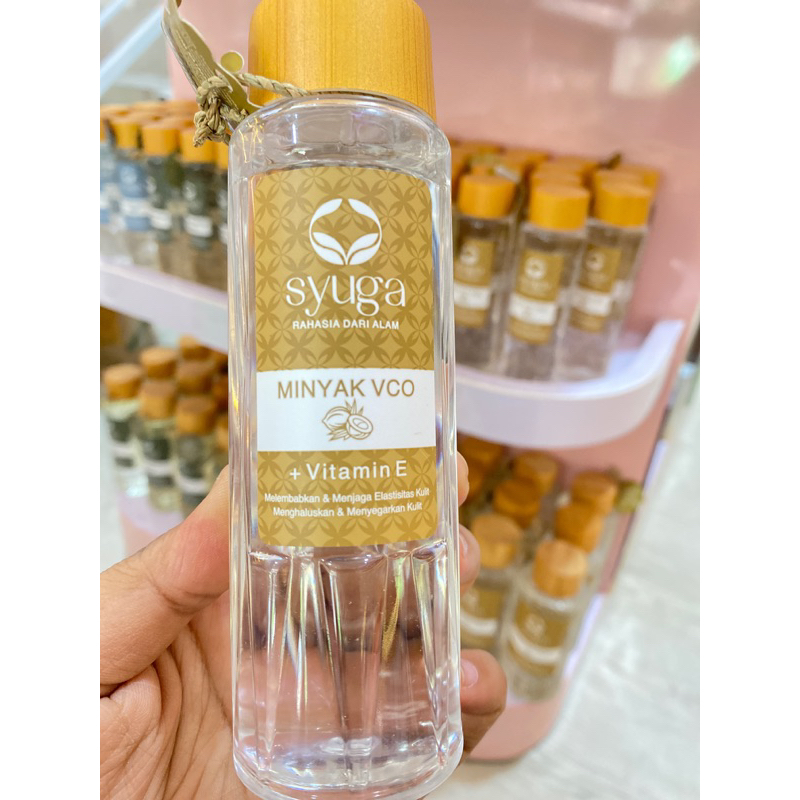 syuga
RAHASIA DARI ALAM
MINYAK VCO
+ Vitamin E
Melembabkan & Menjaga Elastisitas Kulit
Menghaluskan & Menyegarkan Kulit